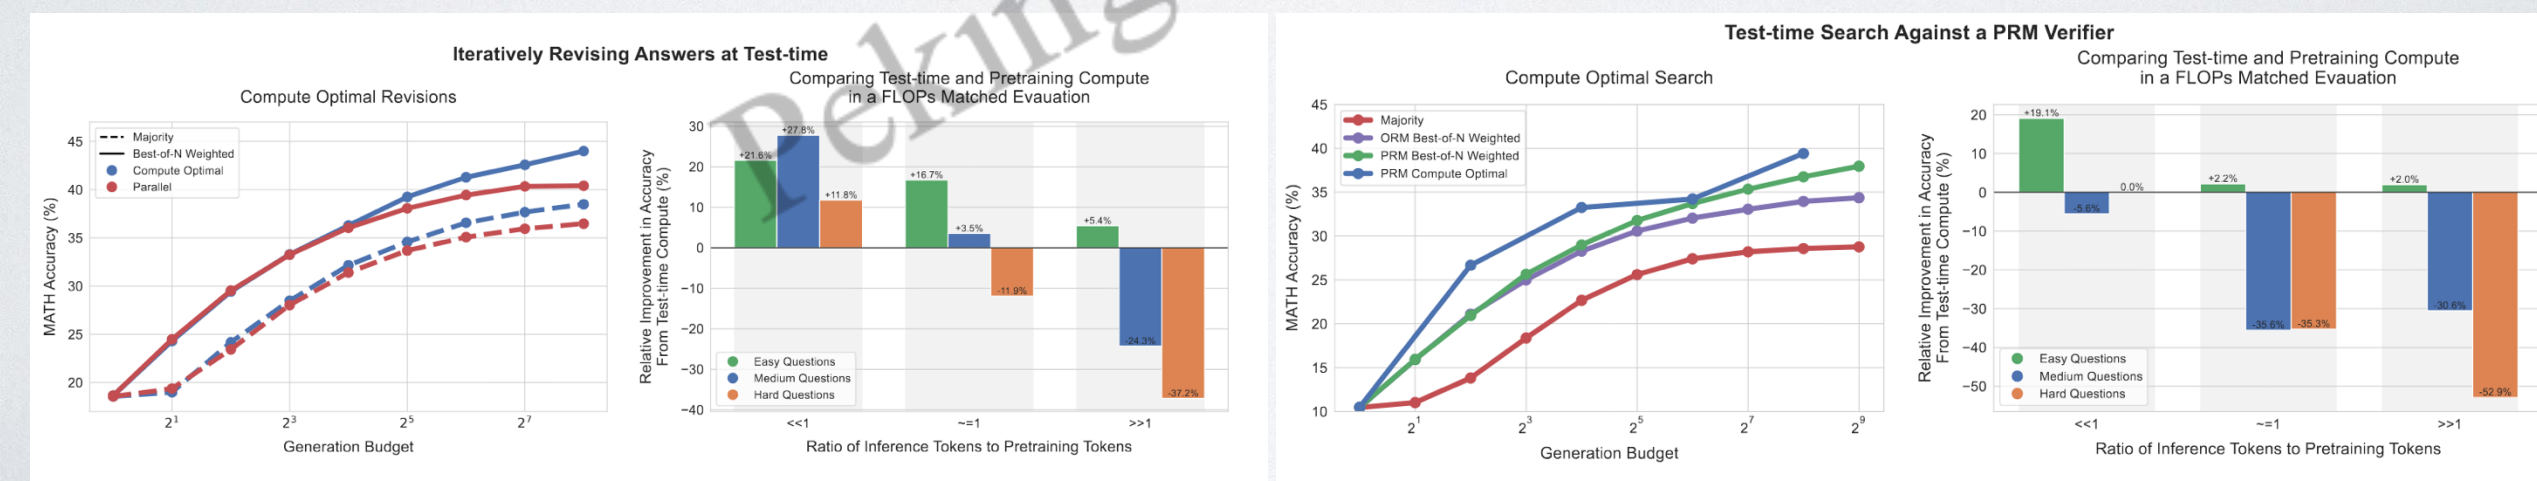 Iteratively Revising Answers at Test-time
Compute Optimal Revisions
MATH Accuracy (%)
45
40
35
30
25
20
Majority
Best-of-N Weighted
Compute Optimal
Parallel
2¹
2³
2⁵
2⁷
Generation Budget
Comparing Test-time and Pretraining Compute
in a FLOPs Matched Evauation
Relative Improvement in Accuracy
From Test-time Compute (%)
30
20
10
0
−10
−20
−30
−40
+21.6%
+27.8%
+11.8%
+16.7%
+3.5%
-11.9%
+5.4%
-24.3%
-37.2%
Easy Questions
Medium Questions
Hard Questions
<<1
~=1
>>1
Ratio of Inference Tokens to Pretraining Tokens
Peking
Test-time Search Against a PRM Verifier
Compute Optimal Search
MATH Accuracy (%)
45
40
35
30
25
20
15
10
Majority
ORM Best-of-N Weighted
PRM Best-of-N Weighted
PRM Compute Optimal
2¹
2³
2⁵
2⁷
2⁹
Generation Budget
Comparing Test-time and Pretraining Compute
in a FLOPs Matched Evaluation
Relative Improvement in Accuracy
From Test-time Compute (%)
20
10
0
−10
−20
−30
−40
−50
+19.1%
-5.6%
0.0%
+2.2%
-35.6%
-35.3%
+2.0%
-30.6%
-52.9%
Easy Questions
Medium Questions
Hard Questions
<<1
~=1
>>1
Ratio of Inference Tokens to Pretraining Tokens